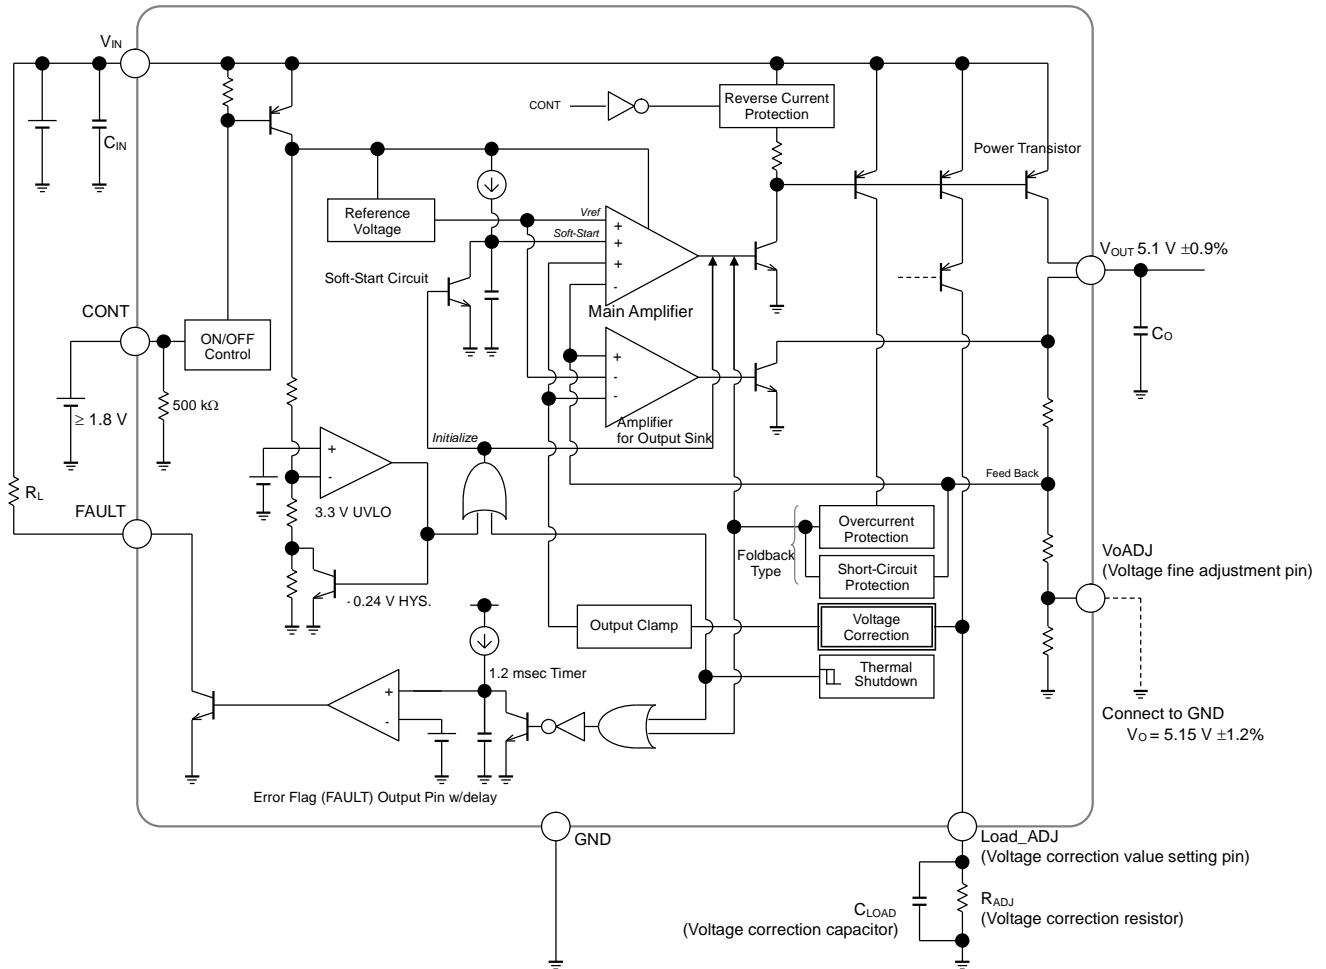 VIN
CIN
CONT
Reverse Current
Protection
Power Transistor
Reference
Voltage
Vref
Soft-Start
+
+
+
-
Main Amplifier
Soft-Start Circuit
VOUT 5.1 V ±0.9%
CO
CONT
ON/OFF
Control
≥ 1.8 V
500 kΩ
+
-
-
Amplifier
for Output Sink
Initialize
+
-
3.3 V UVLO
Feed Back
RL
FAULT
Foldback
Type
Overcurrent
Protection
Short-Circuit
Protection
VoADJ
(Voltage fine adjustment pin)
- 0.24 V HYS.
Output Clamp
Voltage
Correction
Thermal
Shutdown
1.2 msec Timer
+
-
Connect to GND
VO = 5.15 V ±1.2%
Error Flag (FAULT) Output Pin w/delay
GND
Load_ADJ
(Voltage correction value setting pin)
CLOAD
(Voltage correction capacitor)
RADJ
(Voltage correction resistor)